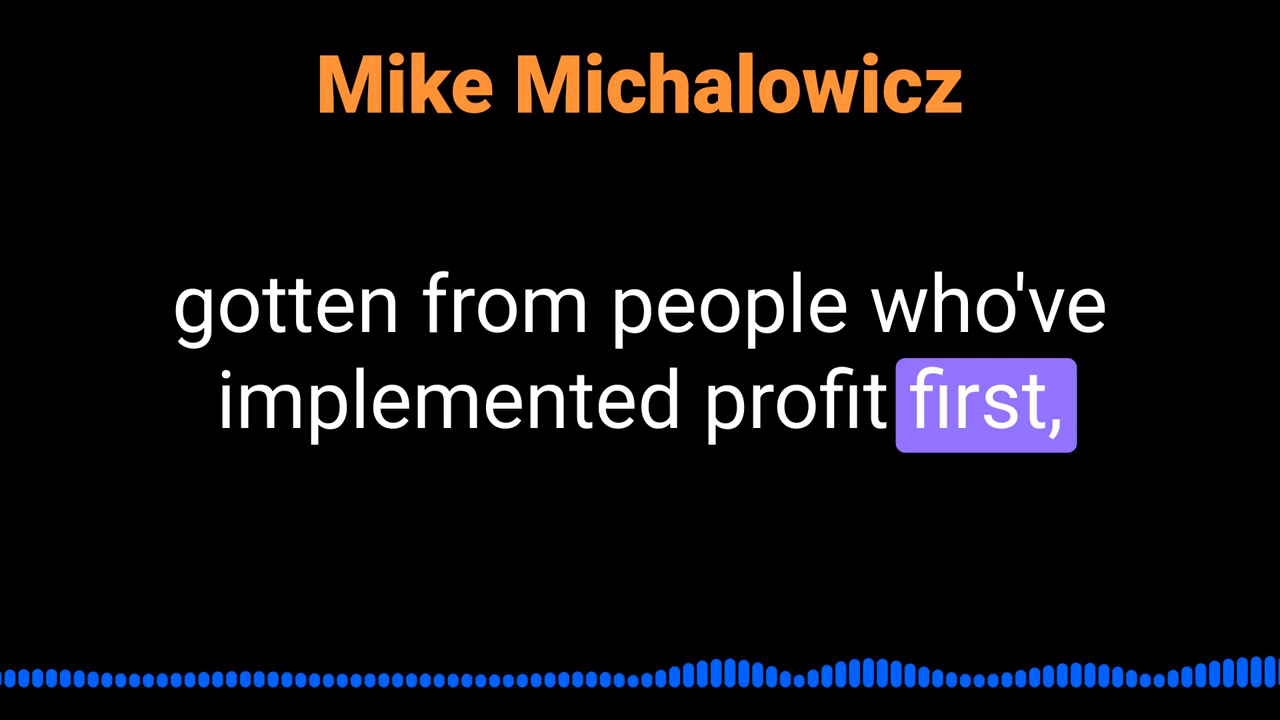 Mike Michalowicz
gotten from people who've
implemented profit first,